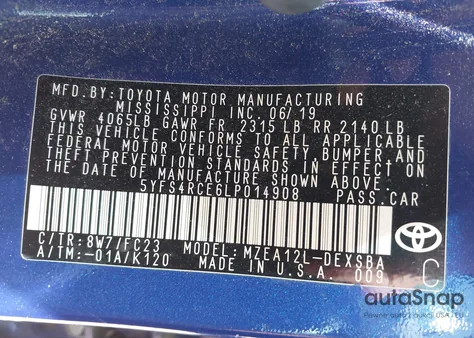 MFD.BY:TOYOTA MOTOR MANUFACTURING
MISSISSIPPI, INC. 06/19
GVWR 4065LB GAWR FR 2315 LB RR 2140 LB
THIS VEHICLE CONFORMS TO ALL APPLICABLE
FEDERAL MOTOR VEHICLE SAFETY, BUMPER, AND
THEFT PREVENTION STANDARDS IN EFFECT ON
THE DATE OF MANUFACTURE SHOWN ABOVE.
5YFS4RCE6LP014908 PASS.CAR
C/TR:8W7/FC23 MODEL:MZEA12L-DEXSBA
A/TM:-01A/K120 MADE IN U.S.A. 009
TOYOTA
C
autoSnap